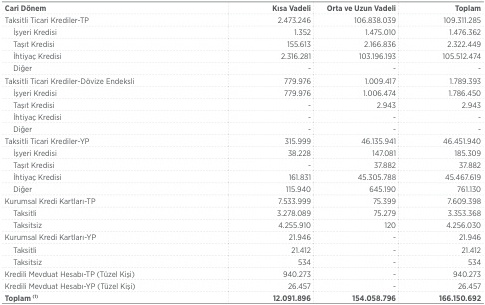 Cari Dönem Kısa Vadeli Orta ve Uzun Vadeli Toplam
Taksitli Ticari Krediler-TP 2.473.246 106.838.039 109.311.285
İşyeri Kredisi 1.352 1.475.010 1.476.362
Taşıt Kredisi 155.613 2.166.836 2.322.449
İhtiyaç Kredisi 2.316.281 103.196.193 105.512.474
Diğer - - -
Taksitli Ticari Krediler-Dövize Endeksli 779.976 1.009.417 1.789.393
İşyeri Kredisi 779.976 1.006.474 1.786.450
Taşıt Kredisi - 2.943 2.943
İhtiyaç Kredisi - - -
Diğer - - -
Taksitli Ticari Krediler-YP 315.999 46.135.941 46.451.940
İşyeri Kredisi 38.228 147.081 185.309
Taşıt Kredisi - 37.882 37.882
İhtiyaç Kredisi 161.831 45.305.788 45.467.619
Diğer 115.940 645.190 761.130
Kurumsal Kredi Kartları-TP 7.533.999 75.399 7.609.398
Taksitli 3.278.089 75.279 3.353.368
Taksitsiz 4.255.910 120 4.256.030
Kurumsal Kredi Kartları-YP 21.946 - 21.946
Taksitli 21.412 - 21.412
Taksitsiz 534 - 534
Kredili Mevduat Hesabı-TP (Tüzel Kişi) 940.273 - 940.273
Kredili Mevduat Hesabı-YP (Tüzel Kişi) 26.457 - 26.457
Toplam (1) 12.091.896 154.058.796 166.150.692